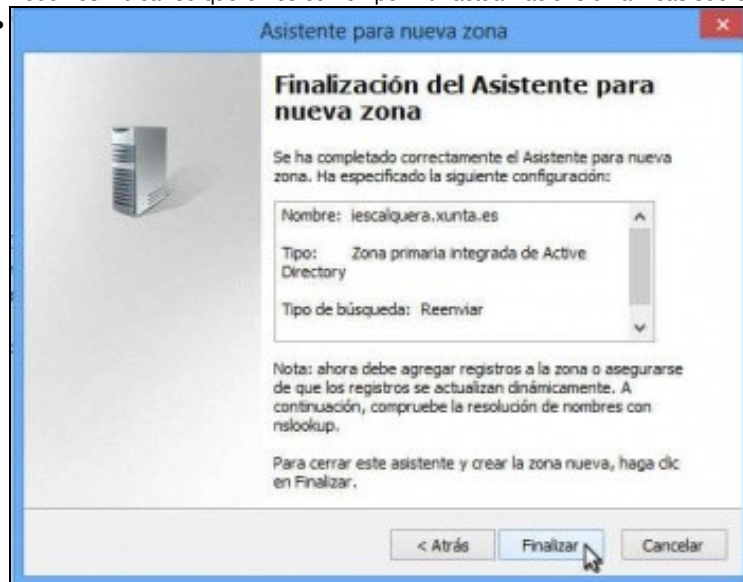 Asistente para nueva zona
Finalización del Asistente para
nueva zona
Se ha completado correctamente el Asistente para nueva
zona. Ha especificado la siguiente configuración:
Nombre: iescalquera.xunta.es
Tipo: Zona primaria integrada de Active
Directory
Tipo de búsqueda: Reenviar
Nota: ahora debe agregar registros a la zona o asegurarse
de que los registros se actualizan dinámicamente. A
continuación, compruebe la resolución de nombres con
nslookup.
Para cerrar este asistente y crear la zona nueva, haga clic
en Finalizar.
< Atrás Finalizar Cancelar